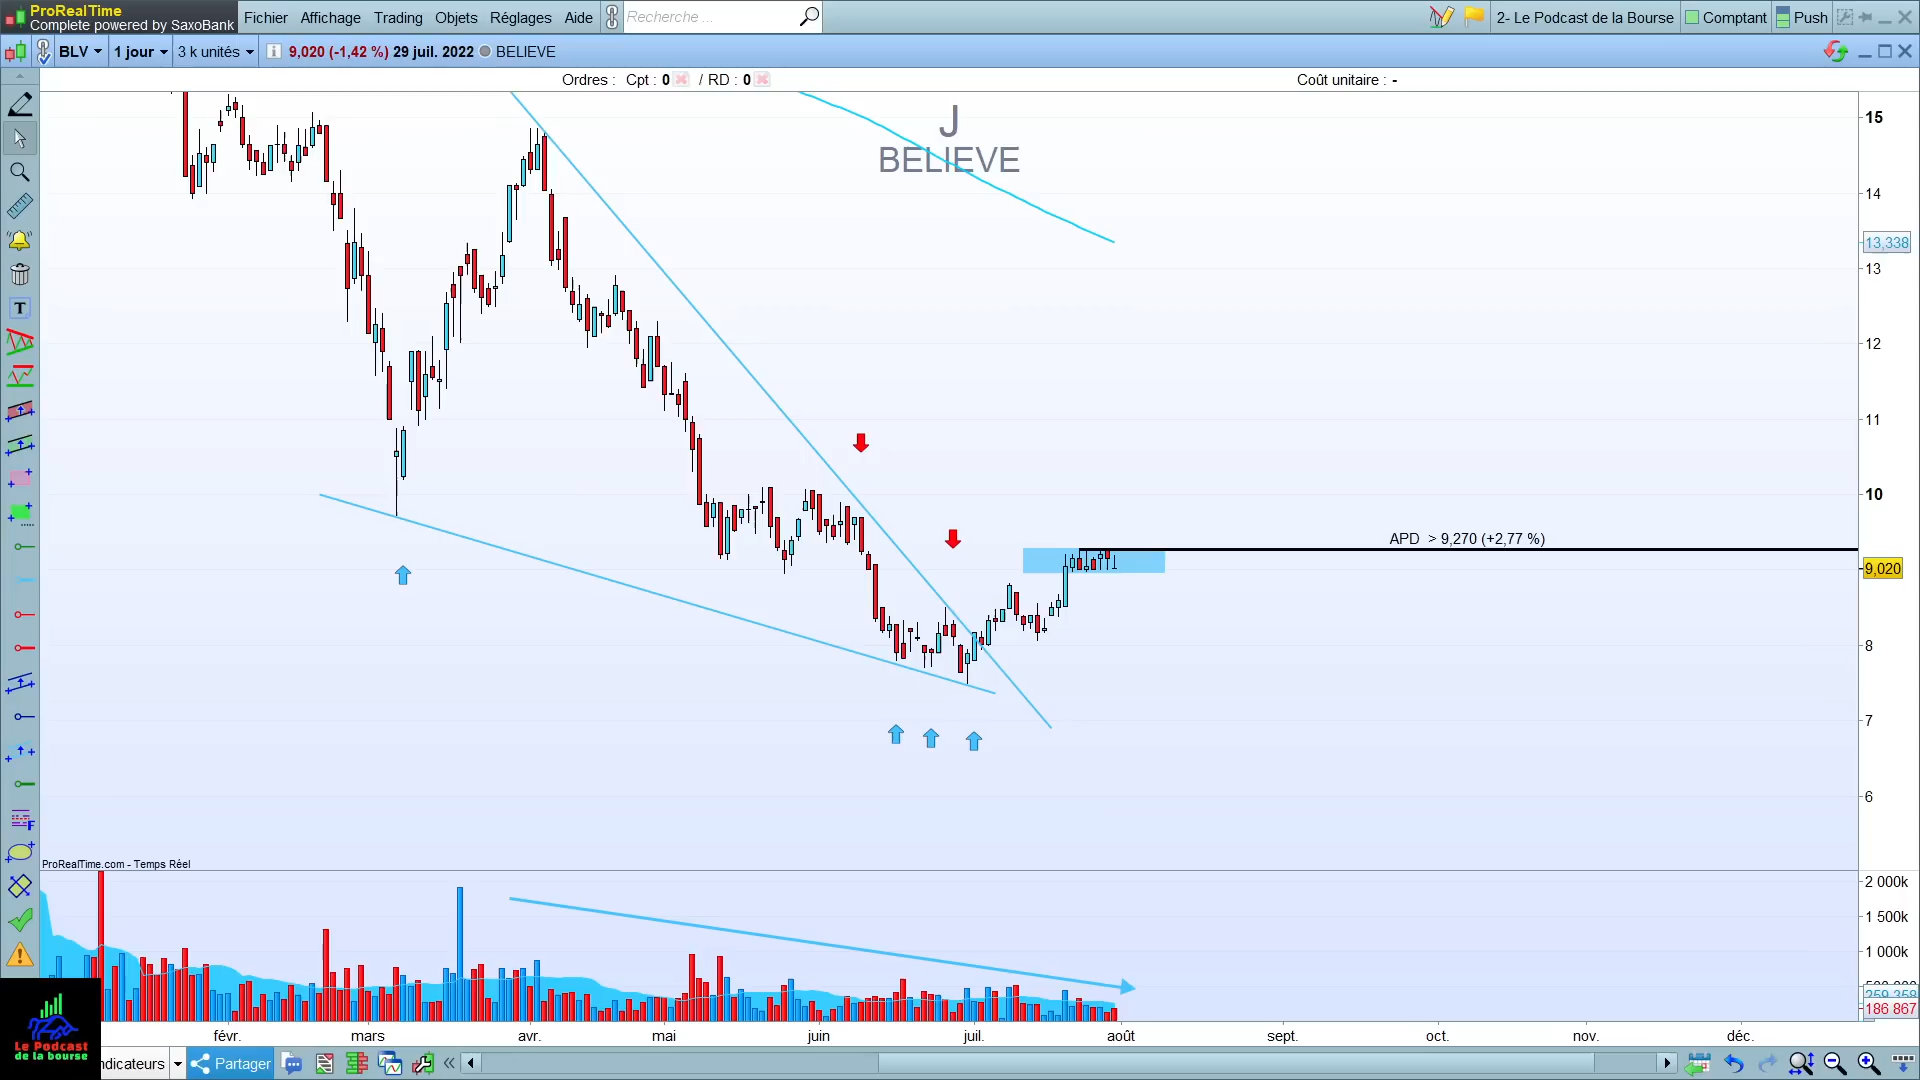 ProRealTime
Complete powered by SaxoBank
Fichier Affichage Trading Objets Réglages Aide
Recherche ...
2- Le Podcast de la Bourse
Comptant
Push
BLV
1 jour
3 k unités
9,020 (-1,42 %) 29 juil. 2022
BELIEVE
Ordres : Cpt : 0 / RD : 0
Coût unitaire : -
J
BELIEVE
15
14
13,338
13
12
11
10
APD > 9,270 (+2,77 %)
9,020
8
7
6
ProRealTime.com - Temps Réel
2 000k
1 500k
1 000k
186 867
févr.
mars
avr.
mai
juin
juil.
août
sept.
oct.
nov.
déc.
Le Podcast
de la bourse
ndicateurs
Partager